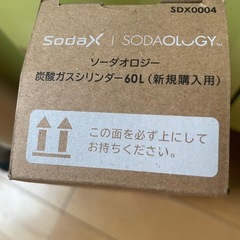 SDX0004
SodaX | SODAOLOGY™
ソーダオロジー
炭酸ガスシリンダー60L（新規購入用）
この面を必ず上にして
お持ちください。